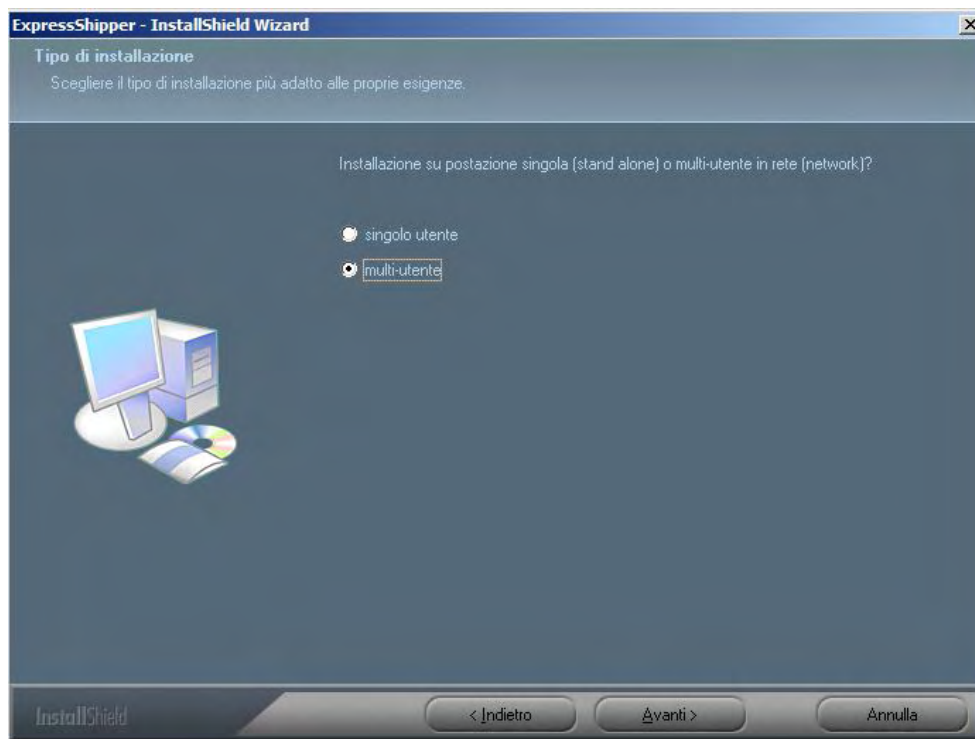 ExpressShipper - InstallShield Wizard
Tipo di installazione
Scegliere il tipo di installazione più adatto alle proprie esigenze.
Installazione su postazione singola (stand alone) o multi-utente in rete (network)?
singolo utente
multi-utente
InstallShield
< Indietro
Avanti >
Annulla